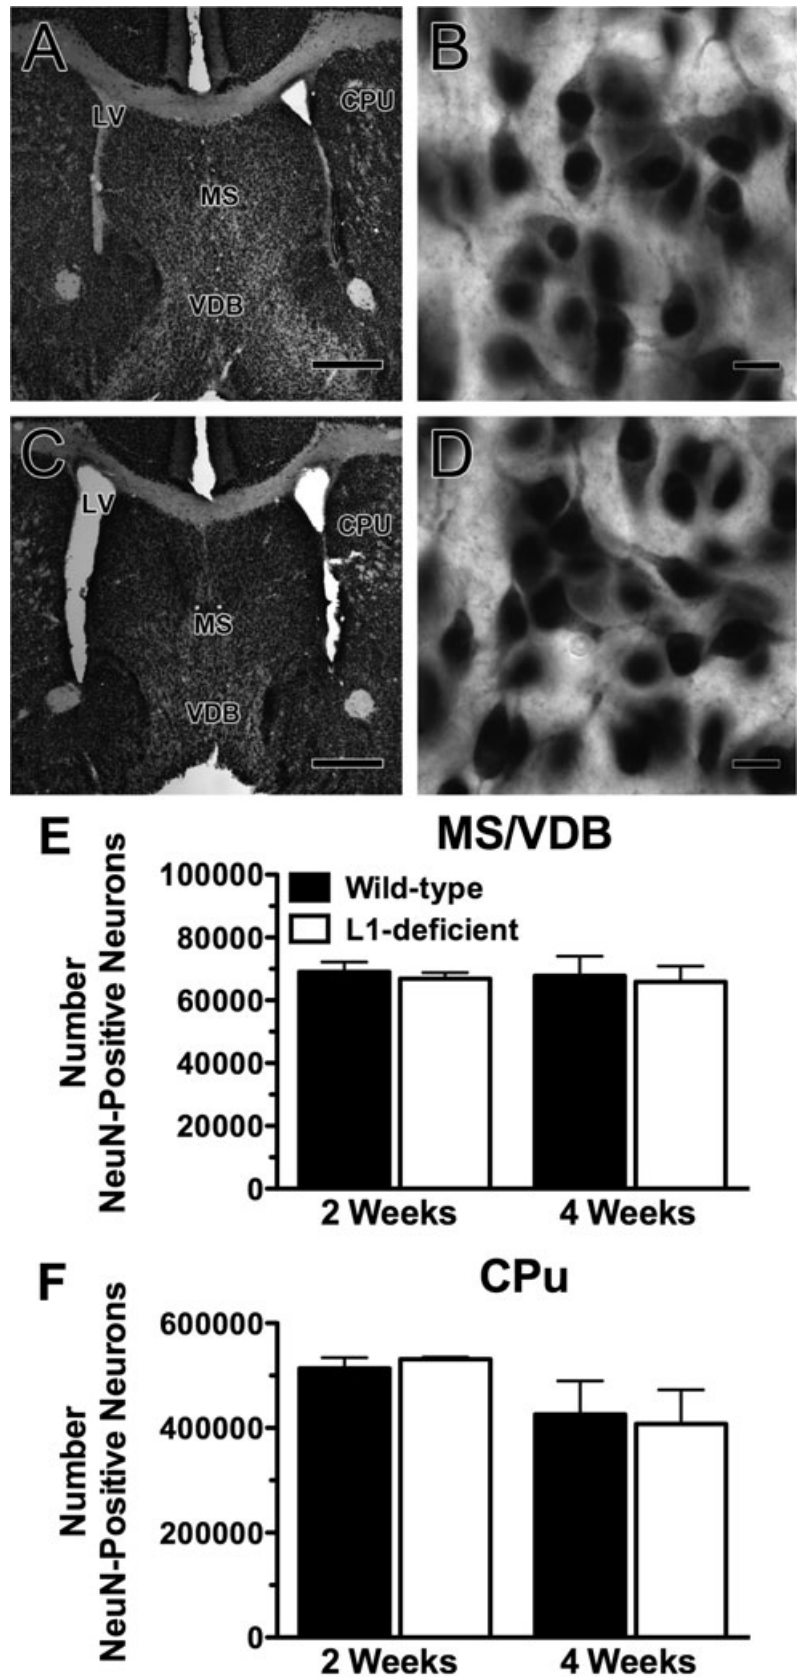 A
LV
CPU
MS
VDB
B
C
LV
CPU
MS
VDB
D
E
MS/VDB
Number
NeuN-Positive Neurons
100000
80000
60000
40000
20000
0
Wild-type
L1-deficient
2 Weeks
4 Weeks
F
CPu
Number
NeuN-Positive Neurons
600000
400000
200000
0
2 Weeks
4 Weeks